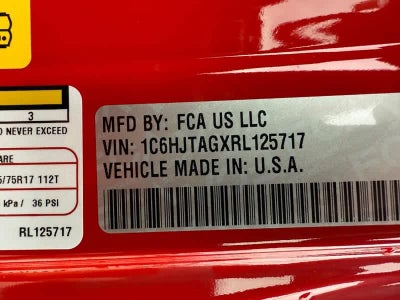 3
O NEVER EXCEED
5/75R17 112T
kPa / 36 PSI
RL125717
MFD BY: FCA US LLC
VIN: 1C6HJTAGXRL125717
VEHICLE MADE IN: U.S.A.